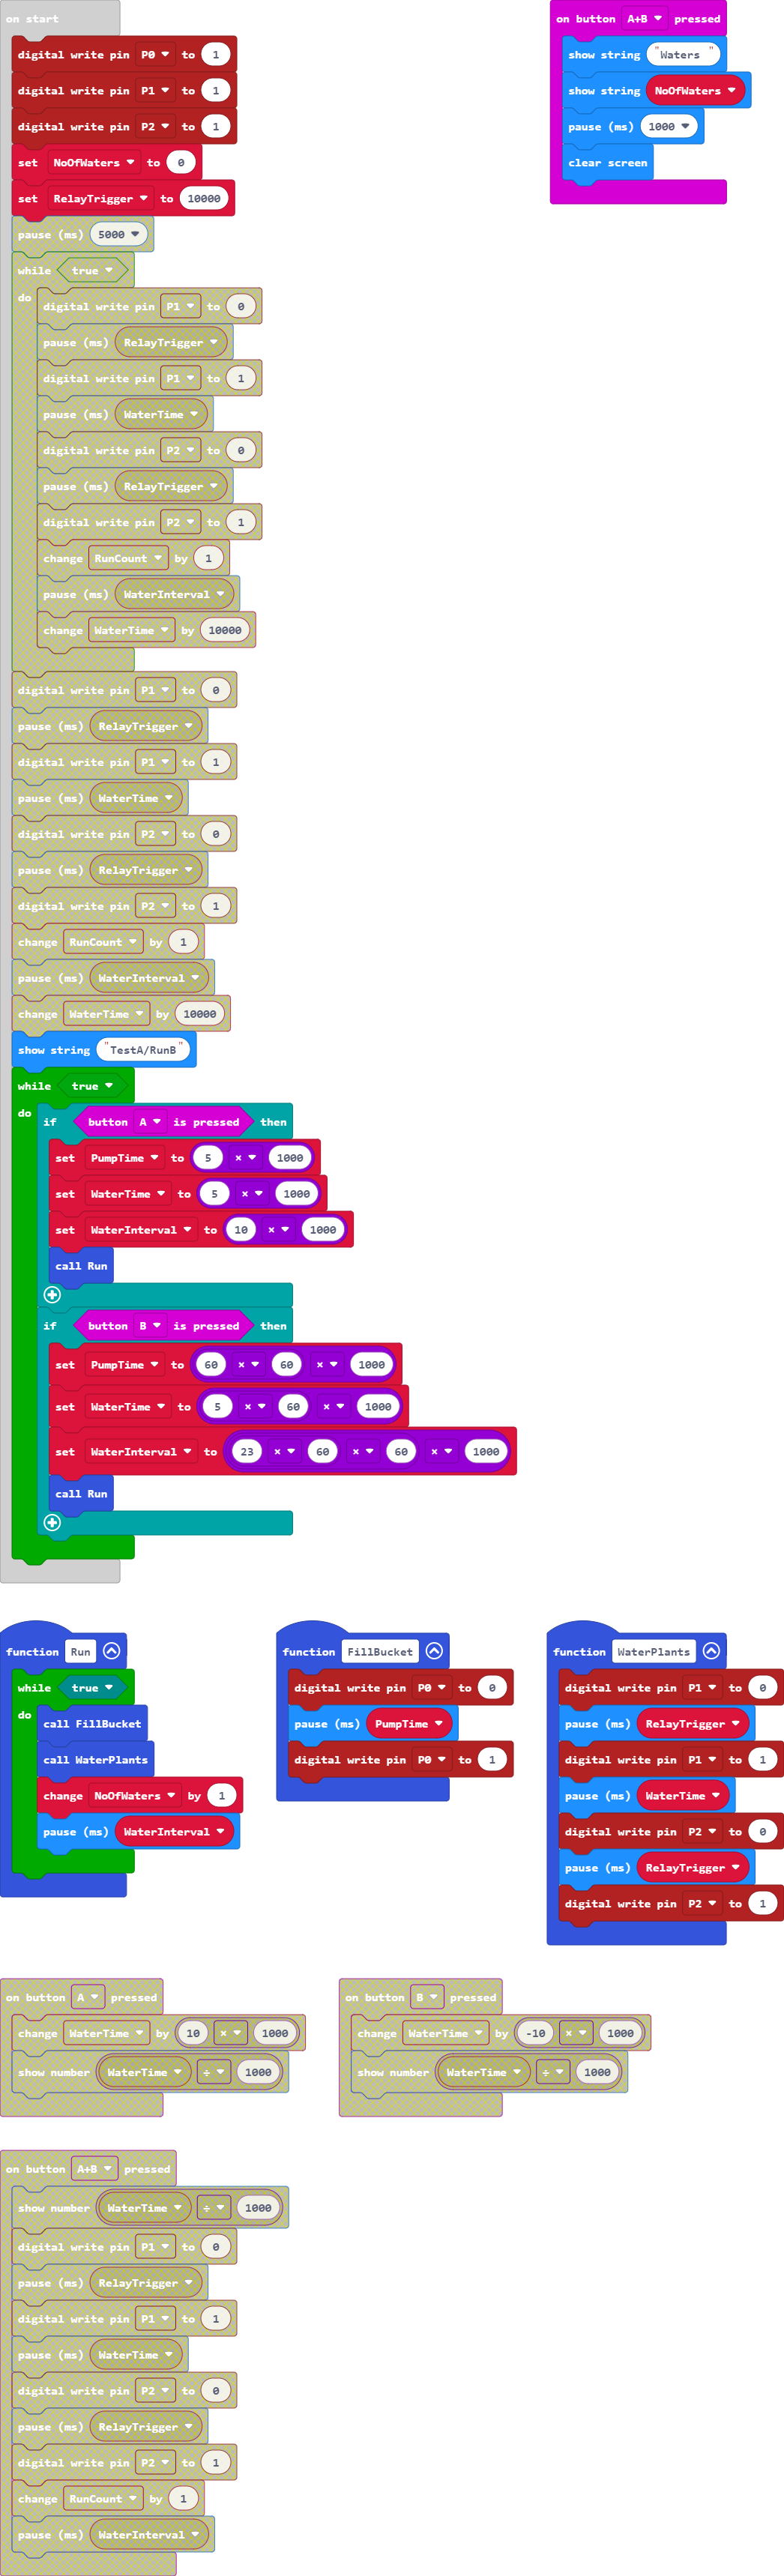 on start
digital write pin P0 to 1
digital write pin P1 to 1
digital write pin P2 to 1
set NoOfWaters to 0
set RelayTrigger to 10000
pause (ms) 5000
while true
do
digital write pin P1 to 0
pause (ms) RelayTrigger
digital write pin P1 to 1
pause (ms) WaterTime
digital write pin P2 to 0
pause (ms) RelayTrigger
digital write pin P2 to 1
change RunCount by 1
pause (ms) WaterInterval
change WaterTime by 10000
digital write pin P1 to 0
pause (ms) RelayTrigger
digital write pin P1 to 1
pause (ms) WaterTime
digital write pin P2 to 0
pause (ms) RelayTrigger
digital write pin P2 to 1
change RunCount by 1
pause (ms) WaterInterval
change WaterTime by 10000
show string "TestA/RunB"
while true
do
if button A is pressed then
set PumpTime to 5 × 1000
set WaterTime to 5 × 1000
set WaterInterval to 10 × 1000
call Run
if button B is pressed then
set PumpTime to 60 × 60 × 1000
set WaterTime to 5 × 60 × 1000
set WaterInterval to 23 × 60 × 60 × 1000
call Run
on button A+B pressed
show string "Waters "
show string NoOfWaters
pause (ms) 1000
clear screen
function Run
while true
do
call FillBucket
call WaterPlants
change NoOfWaters by 1
pause (ms) WaterInterval
function FillBucket
digital write pin P0 to 0
pause (ms) PumpTime
digital write pin P0 to 1
function WaterPlants
digital write pin P1 to 0
pause (ms) RelayTrigger
digital write pin P1 to 1
pause (ms) WaterTime
digital write pin P2 to 0
pause (ms) RelayTrigger
digital write pin P2 to 1
on button A pressed
change WaterTime by 10 × 1000
show number WaterTime ÷ 1000
on button B pressed
change WaterTime by -10 × 1000
show number WaterTime ÷ 1000
on button A+B pressed
show number WaterTime ÷ 1000
digital write pin P1 to 0
pause (ms) RelayTrigger
digital write pin P1 to 1
pause (ms) WaterTime
digital write pin P2 to 0
pause (ms) RelayTrigger
digital write pin P2 to 1
change RunCount by 1
pause (ms) WaterInterval